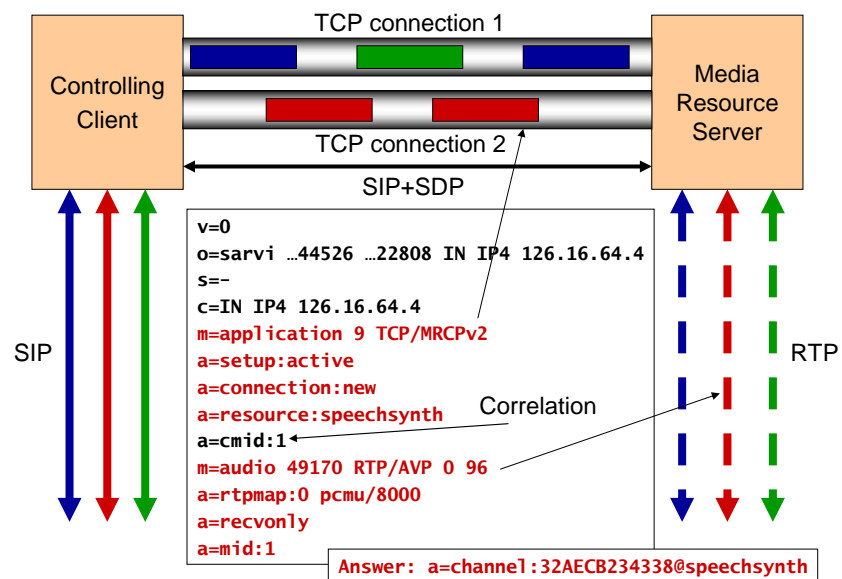 TCP connection 1
Controlling
Client
Media
Resource
Server
TCP connection 2
SIP+SDP
v=0
o=sarvi …44526 …22808 IN IP4 126.16.64.4
s=-
c=IN IP4 126.16.64.4
m=application 9 TCP/MRCPv2
a=setup:active
a=connection:new
a=resource:speechsynth
a=cmid:1
m=audio 49170 RTP/AVP 0 96
a=rtpmap:0 pcmu/8000
a=recvonly
a=mid:1
Correlation
SIP
RTP
Answer: a=channel:32AECB234338@speechsynth